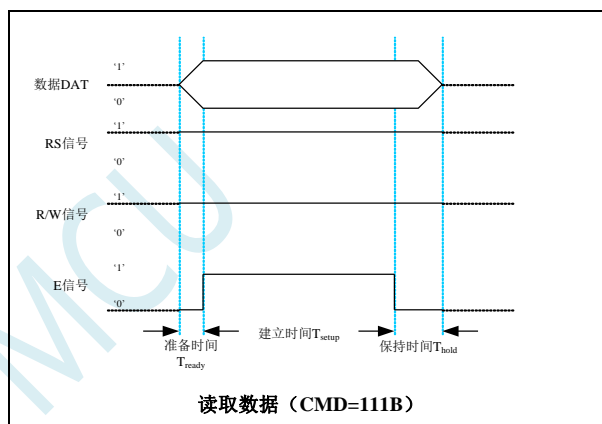 ‘1’
数据DAT
‘0’
‘1’
RS信号
‘0’
‘1’
R/W信号
‘0’
‘1’
E信号
‘0’
准备时间 建立时间Tsetup 保持时间Thold
Tready
读取数据（CMD=111B）
MCU